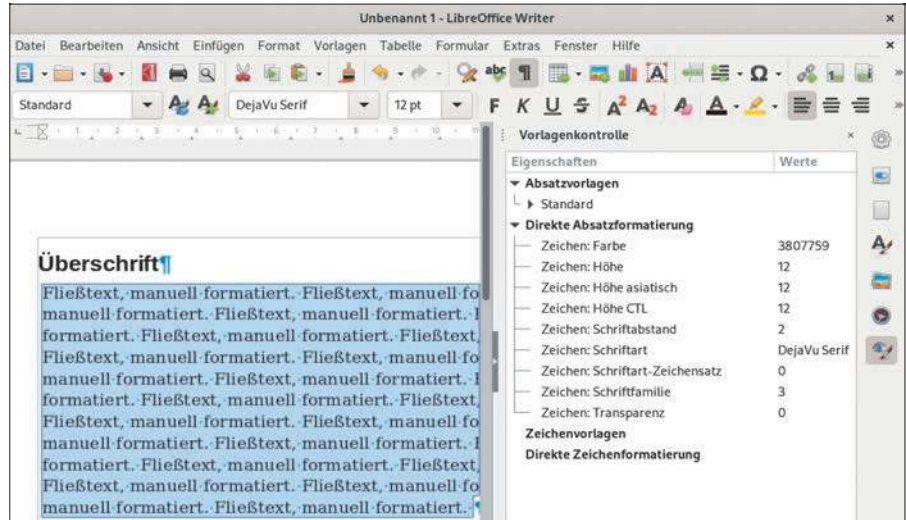 Unbenannt 1 - LibreOffice Writer
Datei Bearbeiten Ansicht Einfügen Format Vorlagen Tabelle Formular Extras Fenster Hilfe
Standard DejaVu Serif 12 pt F K U S A² A₂
Vorlagenkontrolle
Eigenschaften Werte
Absatzvorlagen
Standard
Direkte Absatzformatierung
Zeichen: Farbe 3807759
Zeichen: Höhe 12
Zeichen: Höhe asiatisch 12
Zeichen: Höhe CTL 12
Zeichen: Schriftabstand 2
Zeichen: Schriftart DejaVu Serif
Zeichen: Schriftart-Zeichensatz 0
Zeichen: Schriftfamilie 3
Zeichen: Transparenz 0
Zeichenvorlagen
Direkte Zeichenformatierung
Überschrift¶
Fließtext,·manuell·formatiert.·Fließtext,·manuell·fo
manuell·formatiert.·Fließtext,·manuell·formatiert.·
formatiert.·Fließtext,·manuell·formatiert.·Fließtext,
Fließtext,·manuell·formatiert.·Fließtext,·manuell·fo
manuell·formatiert.·Fließtext,·manuell·formatiert.·
formatiert.·Fließtext,·manuell·formatiert.·Fließtext,
Fließtext,·manuell·formatiert.·Fließtext,·manuell·fo
manuell·formatiert.·Fließtext,·manuell·formatiert.·
formatiert.·Fließtext,·manuell·formatiert.·Fließtext,
Fließtext,·manuell·formatiert.·Fließtext,·manuell·fo
manuell·formatiert.·Fließtext,·manuell·formatiert.·